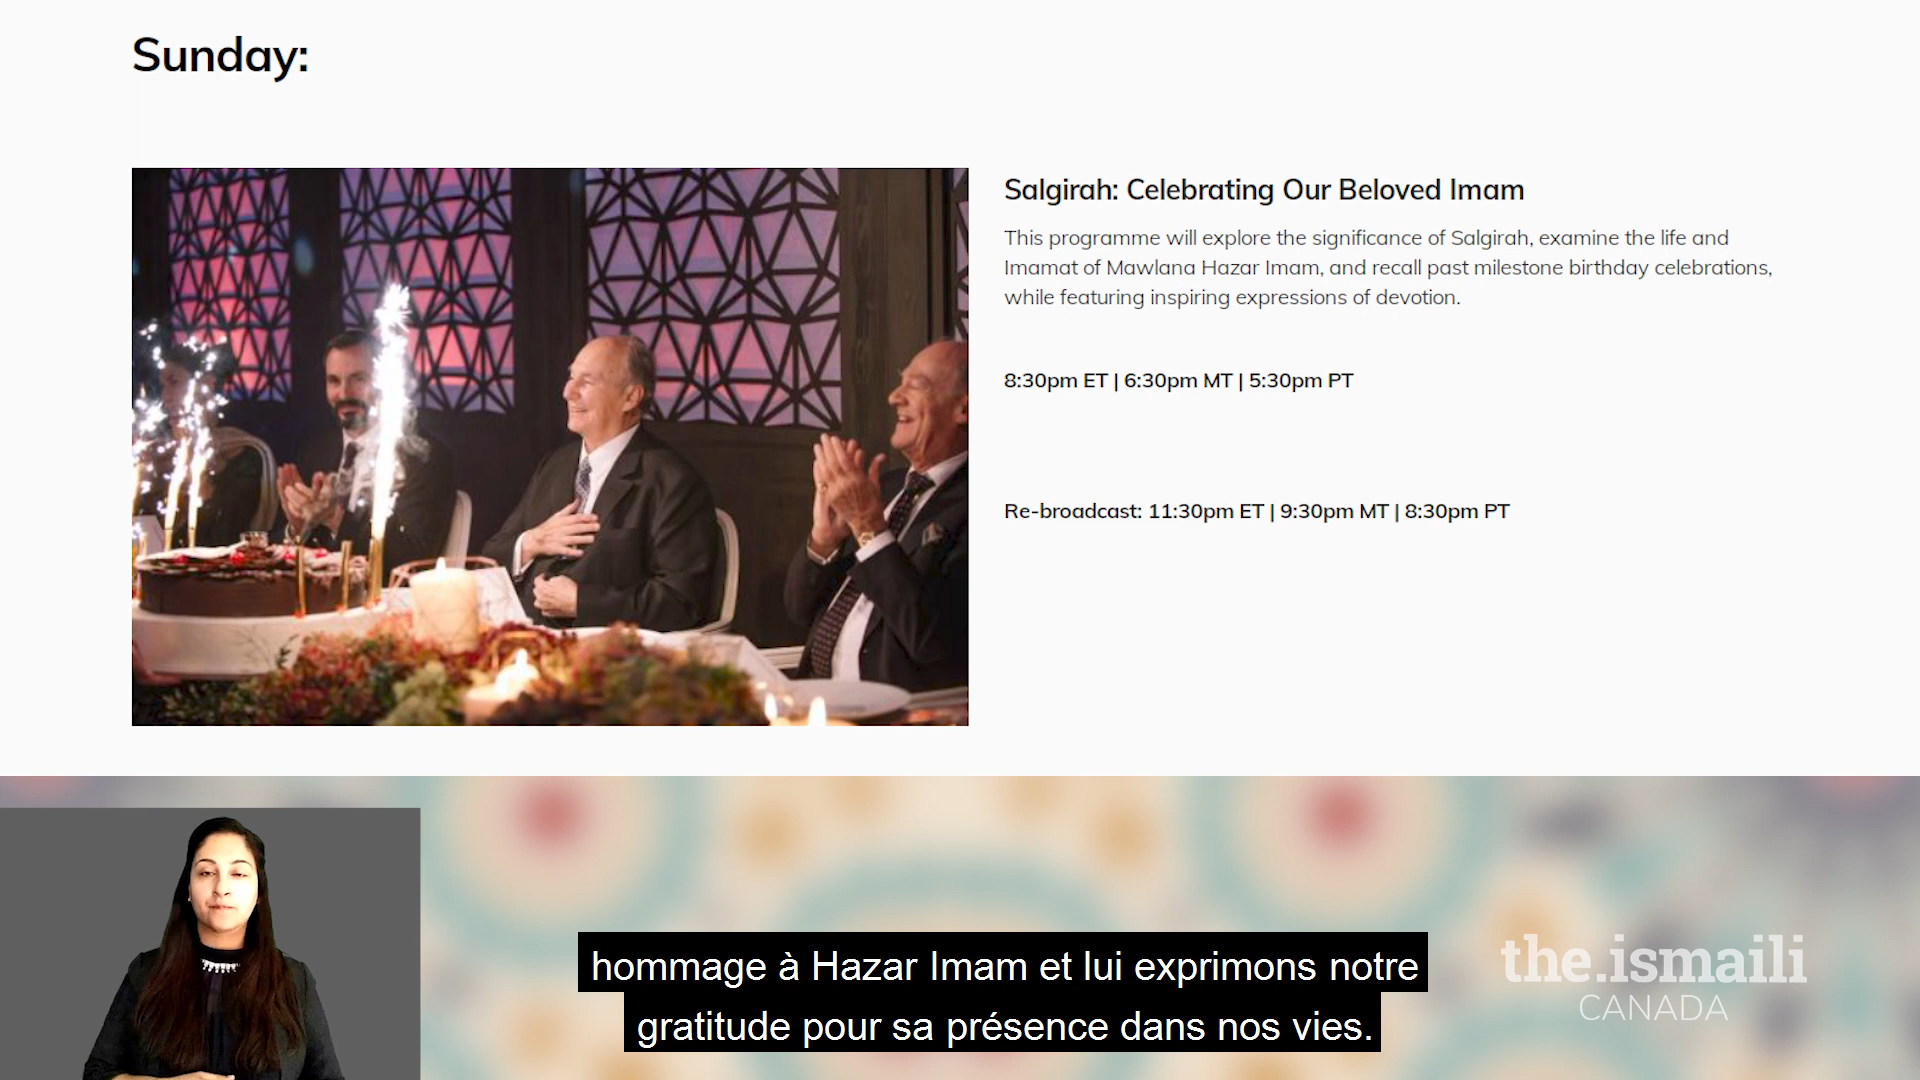 Sunday:
Salgirah: Celebrating Our Beloved Imam
This programme will explore the significance of Salgirah, examine the life and
Imamat of Mawlana Hazar Imam, and recall past milestone birthday celebrations,
while featuring inspiring expressions of devotion.
8:30pm ET | 6:30pm MT | 5:30pm PT
Re-broadcast: 11:30pm ET | 9:30pm MT | 8:30pm PT
hommage à Hazar Imam et lui exprimons notre
gratitude pour sa présence dans nos vies.
the.ismaili
CANADA